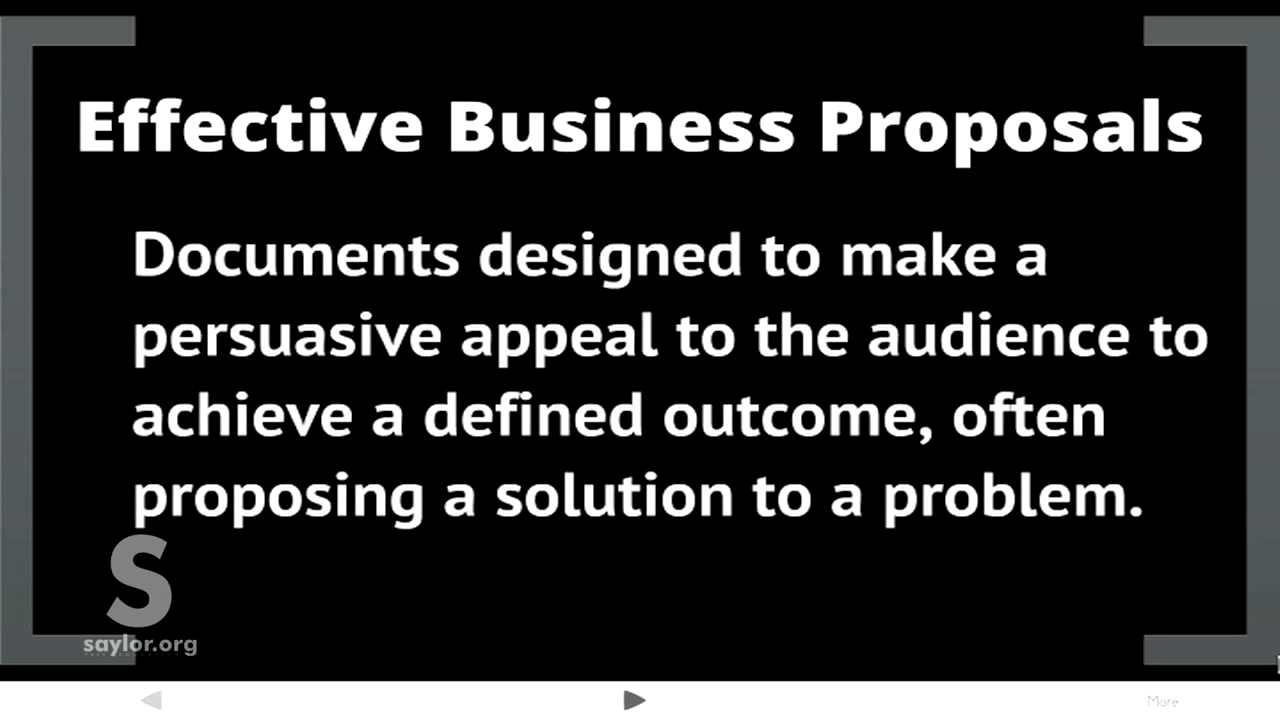 Effective Business Proposals
Documents designed to make a
persuasive appeal to the audience to
achieve a defined outcome, often
proposing a solution to a problem.
S
saylor.org
More